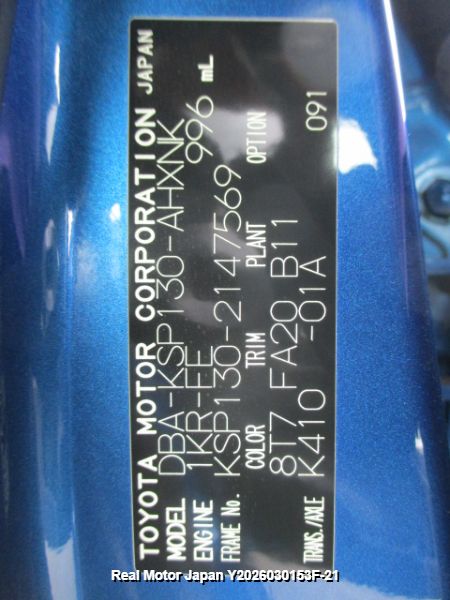 TOYOTA MOTOR CORPORATION JAPAN
MODEL DBA-KSP130-AHXNK
ENGINE 1KR-FE 996 mL
FRAME No. KSP130-2147569
COLOR TRIM PLANT OPTION
8T7 FA20 B11
TRANS./AXLE K410 -01A 091
Real Motor Japan Y2026030153F-21